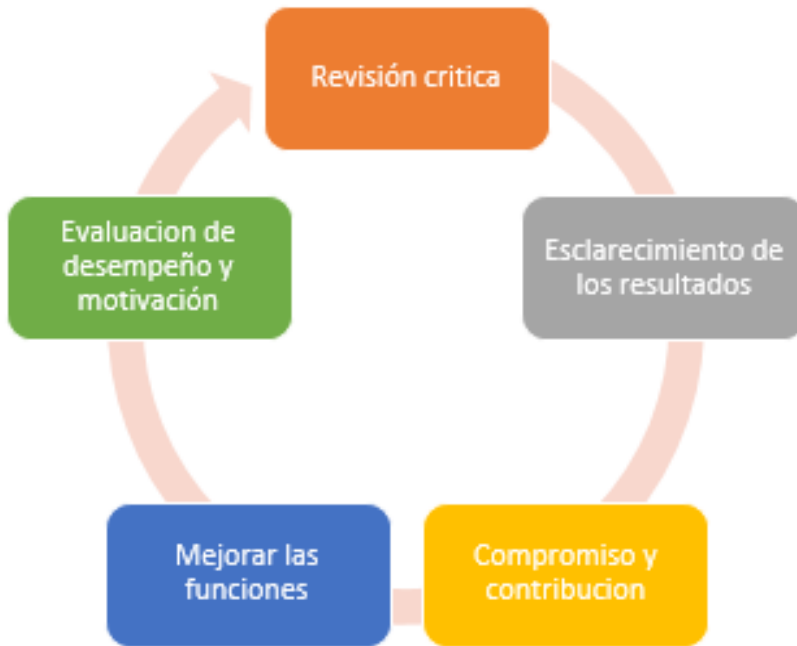 Revisión critica
Esclarecimiento de
los resultados
Compromiso y
contribucion
Mejorar las
funciones
Evaluacion de
desempeño y
motivación